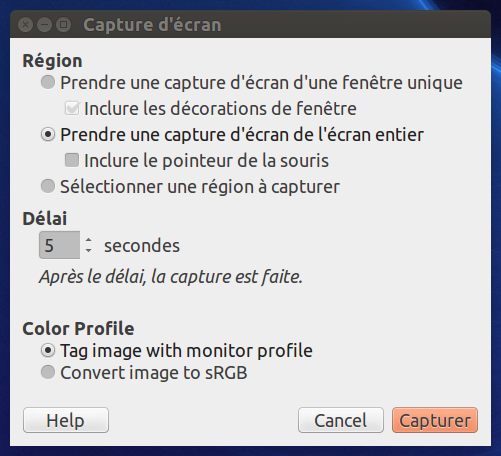 Capture d'écran
Région
Prendre une capture d'écran d'une fenêtre unique
Inclure les décorations de fenêtre
Prendre une capture d'écran de l'écran entier
Inclure le pointeur de la souris
Sélectionner une région à capturer
Délai
5 secondes
Après le délai, la capture est faite.
Color Profile
Tag image with monitor profile
Convert image to sRGB
Help Cancel Capturer